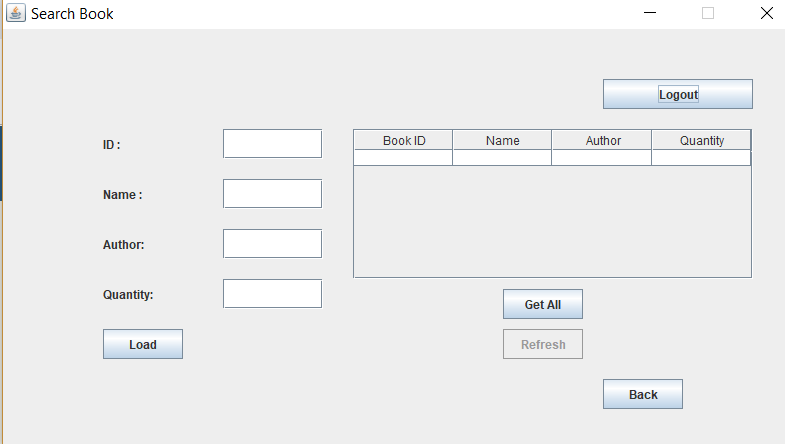 Search Book
Logout
ID :
Name :
Author:
Quantity:
Load
Book ID Name Author Quantity
Get All
Refresh
Back